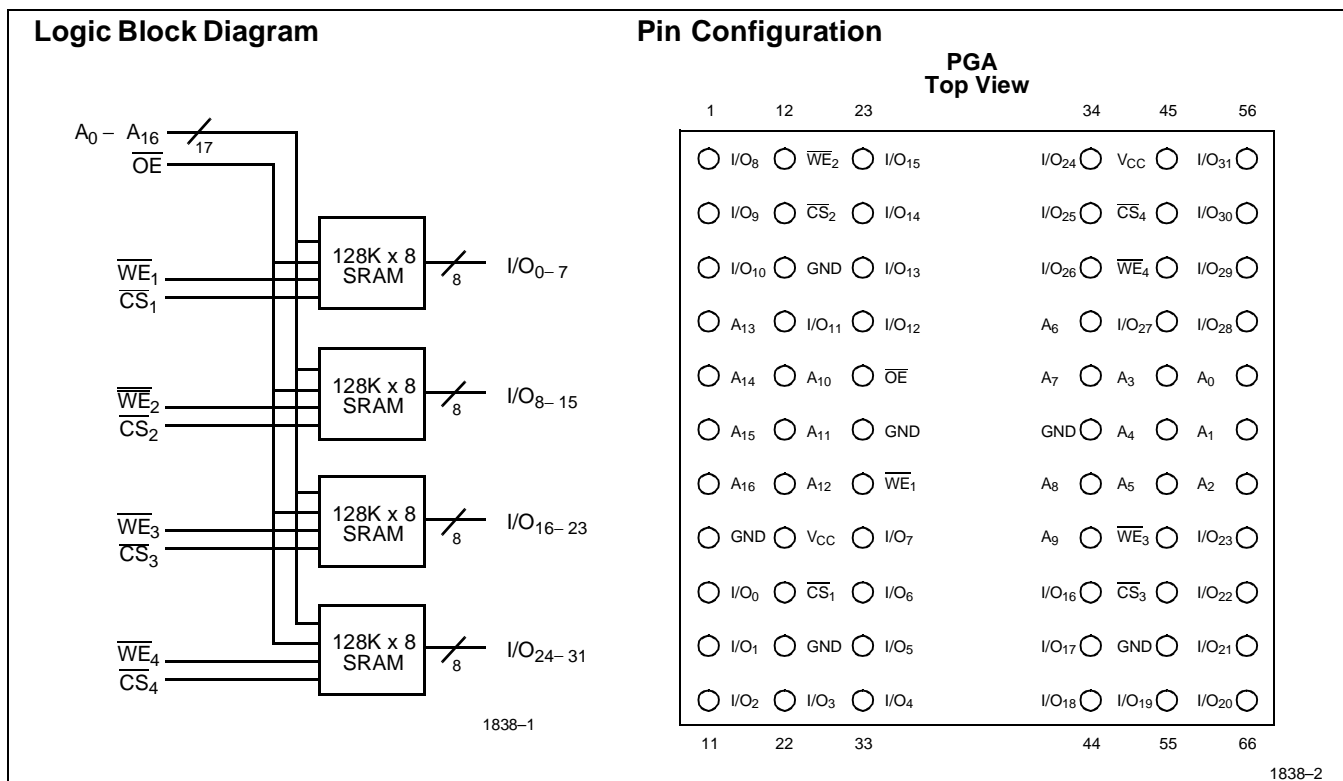 Logic Block Diagram
A0 – A16
17
OE
128K x 8
SRAM
8
I/O0–7
WE1
CS1
128K x 8
SRAM
8
I/O8–15
WE2
CS2
128K x 8
SRAM
8
I/O16–23
WE3
CS3
128K x 8
SRAM
8
I/O24–31
WE4
CS4
1838–1
Pin Configuration
PGA
Top View
1 12 23 34 45 56
I/O8 WE2 I/O15 I/O24 VCC I/O31
I/O9 CS2 I/O14 I/O25 CS4 I/O30
I/O10 GND I/O13 I/O26 WE4 I/O29
A13 I/O11 I/O12 A6 I/O27 I/O28
A14 A10 OE A7 A3 A0
A15 A11 GND GND A4 A1
A16 A12 WE1 A8 A5 A2
GND VCC I/O7 A9 WE3 I/O23
I/O0 CS1 I/O6 I/O16 CS3 I/O22
I/O1 GND I/O5 I/O17 GND I/O21
I/O2 I/O3 I/O4 I/O18 I/O19 I/O20
11 22 33 44 55 66
1838–2